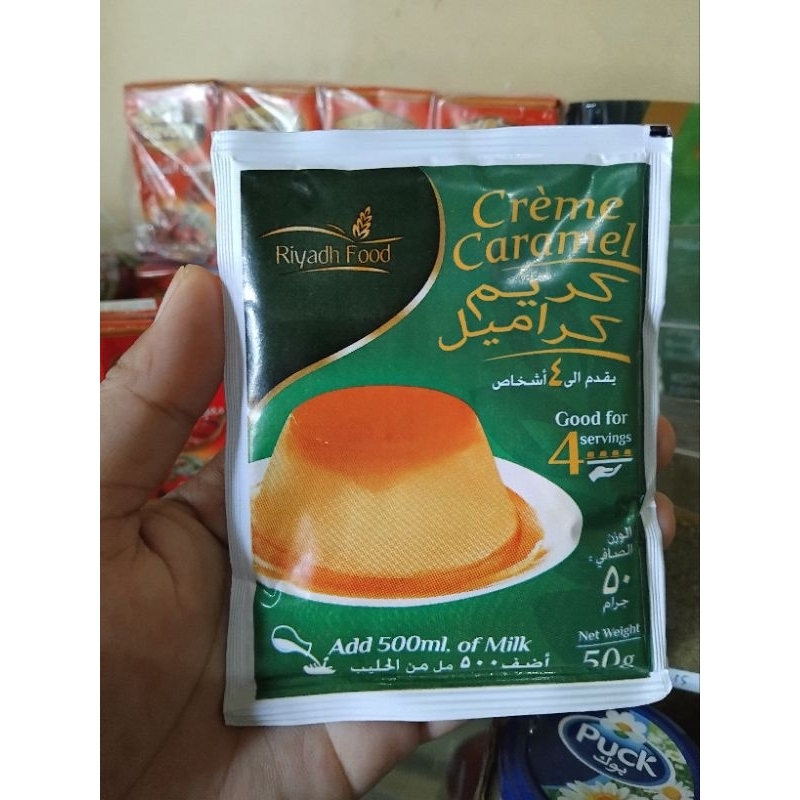 Riyadh Food
Crème
Caramel
كريم
كراميل
يقدم الى ٤ أشخاص
Good for
4 servings
الوزن
الصافي:
٥٠
جرام
Net Weight
50g
Add 500ml. of Milk
أضف ٥٠٠ مل من الحليب
PUCK
بوك